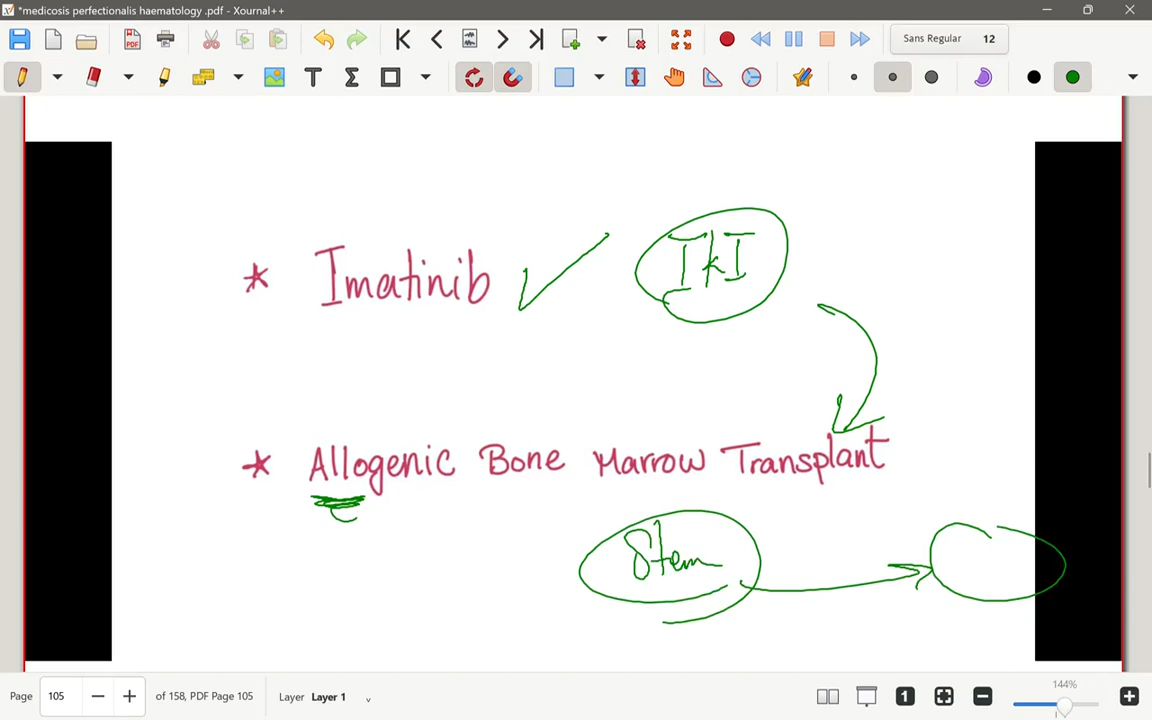 *medicosis perfectionalis haematology .pdf - Xournal++
Sans Regular 12
* Imatinib IkI
* Allogenic Bone Marrow Transplant
Stem
Page 105 of 158, PDF Page 105 Layer Layer 1 144%